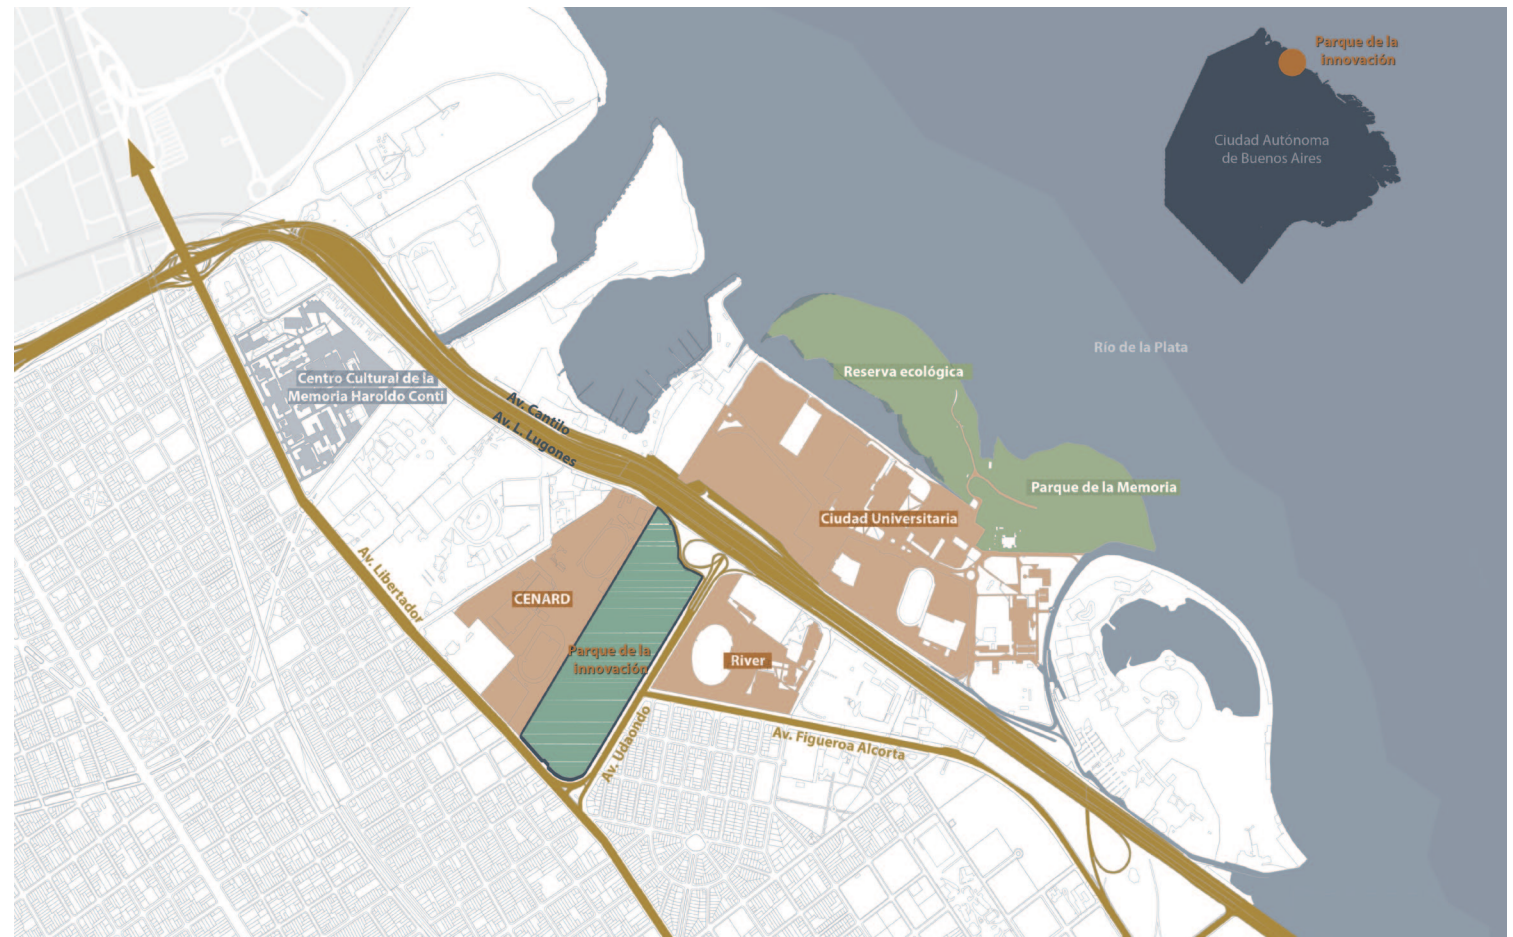 Parque de la
Innovación
Ciudad Autónoma
de Buenos Aires
Río de la Plata
Reserva ecológica
Centro Cultural de la
Memoria Haroldo Conti
Av. Cantilo
Av. L. Lugones
Parque de la Memoria
Ciudad Universitaria
Av. Libertador
CENARD
Parque de la
Innovación
River
Av. Udaondo
Av. Figueroa Alcorta